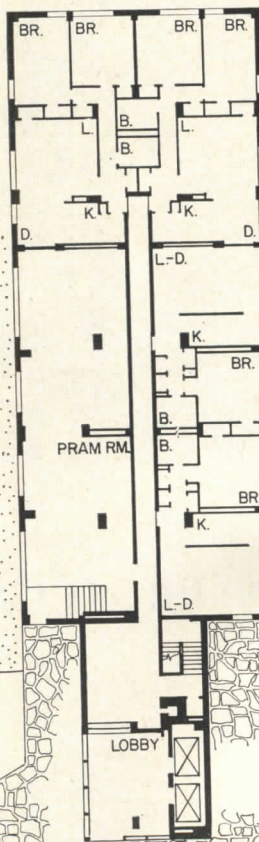 BR. BR. BR. BR.
L. B. L.
B.
K. K.
D. L.-D. D.
K.
BR.
B.
PRAM RM. B.
BR.
K.
L.-D.
LOBBY